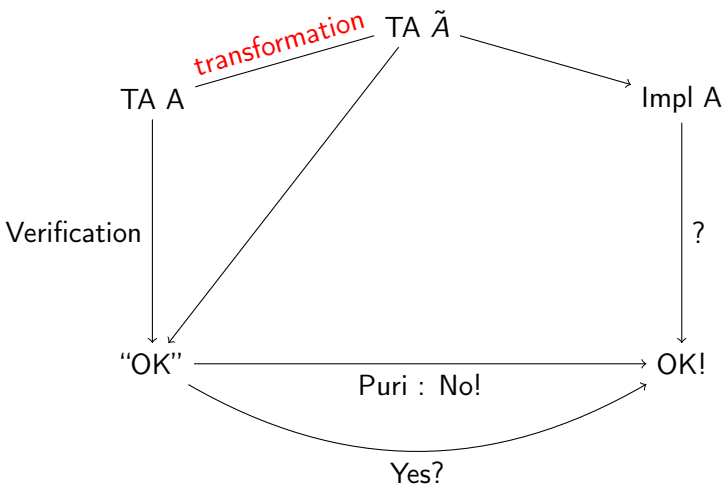 transformation
TA Ã
TA A
Impl A
Verification
?
“OK”
OK!
Puri : No!
Yes?